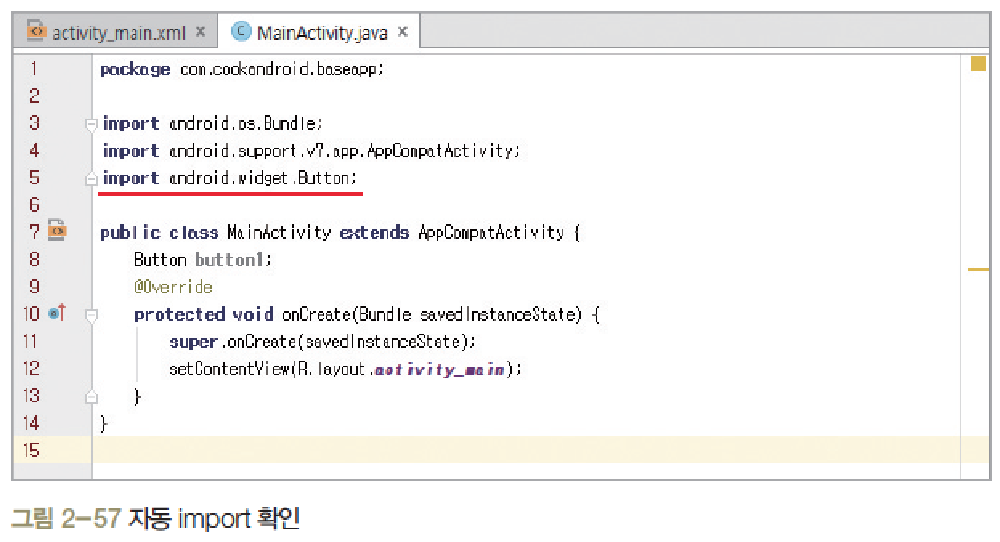 activity_main.xml × MainActivity.java ×
1 package com.cookandroid.baseapp;
2
3 import android.os.Bundle;
4 import android.support.v7.app.AppCompatActivity;
5 import android.widget.Button;
6
7 public class MainActivity extends AppCompatActivity {
8 Button button1;
9 @Override
10 protected void onCreate(Bundle savedInstanceState) {
11 super.onCreate(savedInstanceState);
12 setContentView(R.layout.activity_main);
13 }
14 }
15
그림 2-57 자동 import 확인